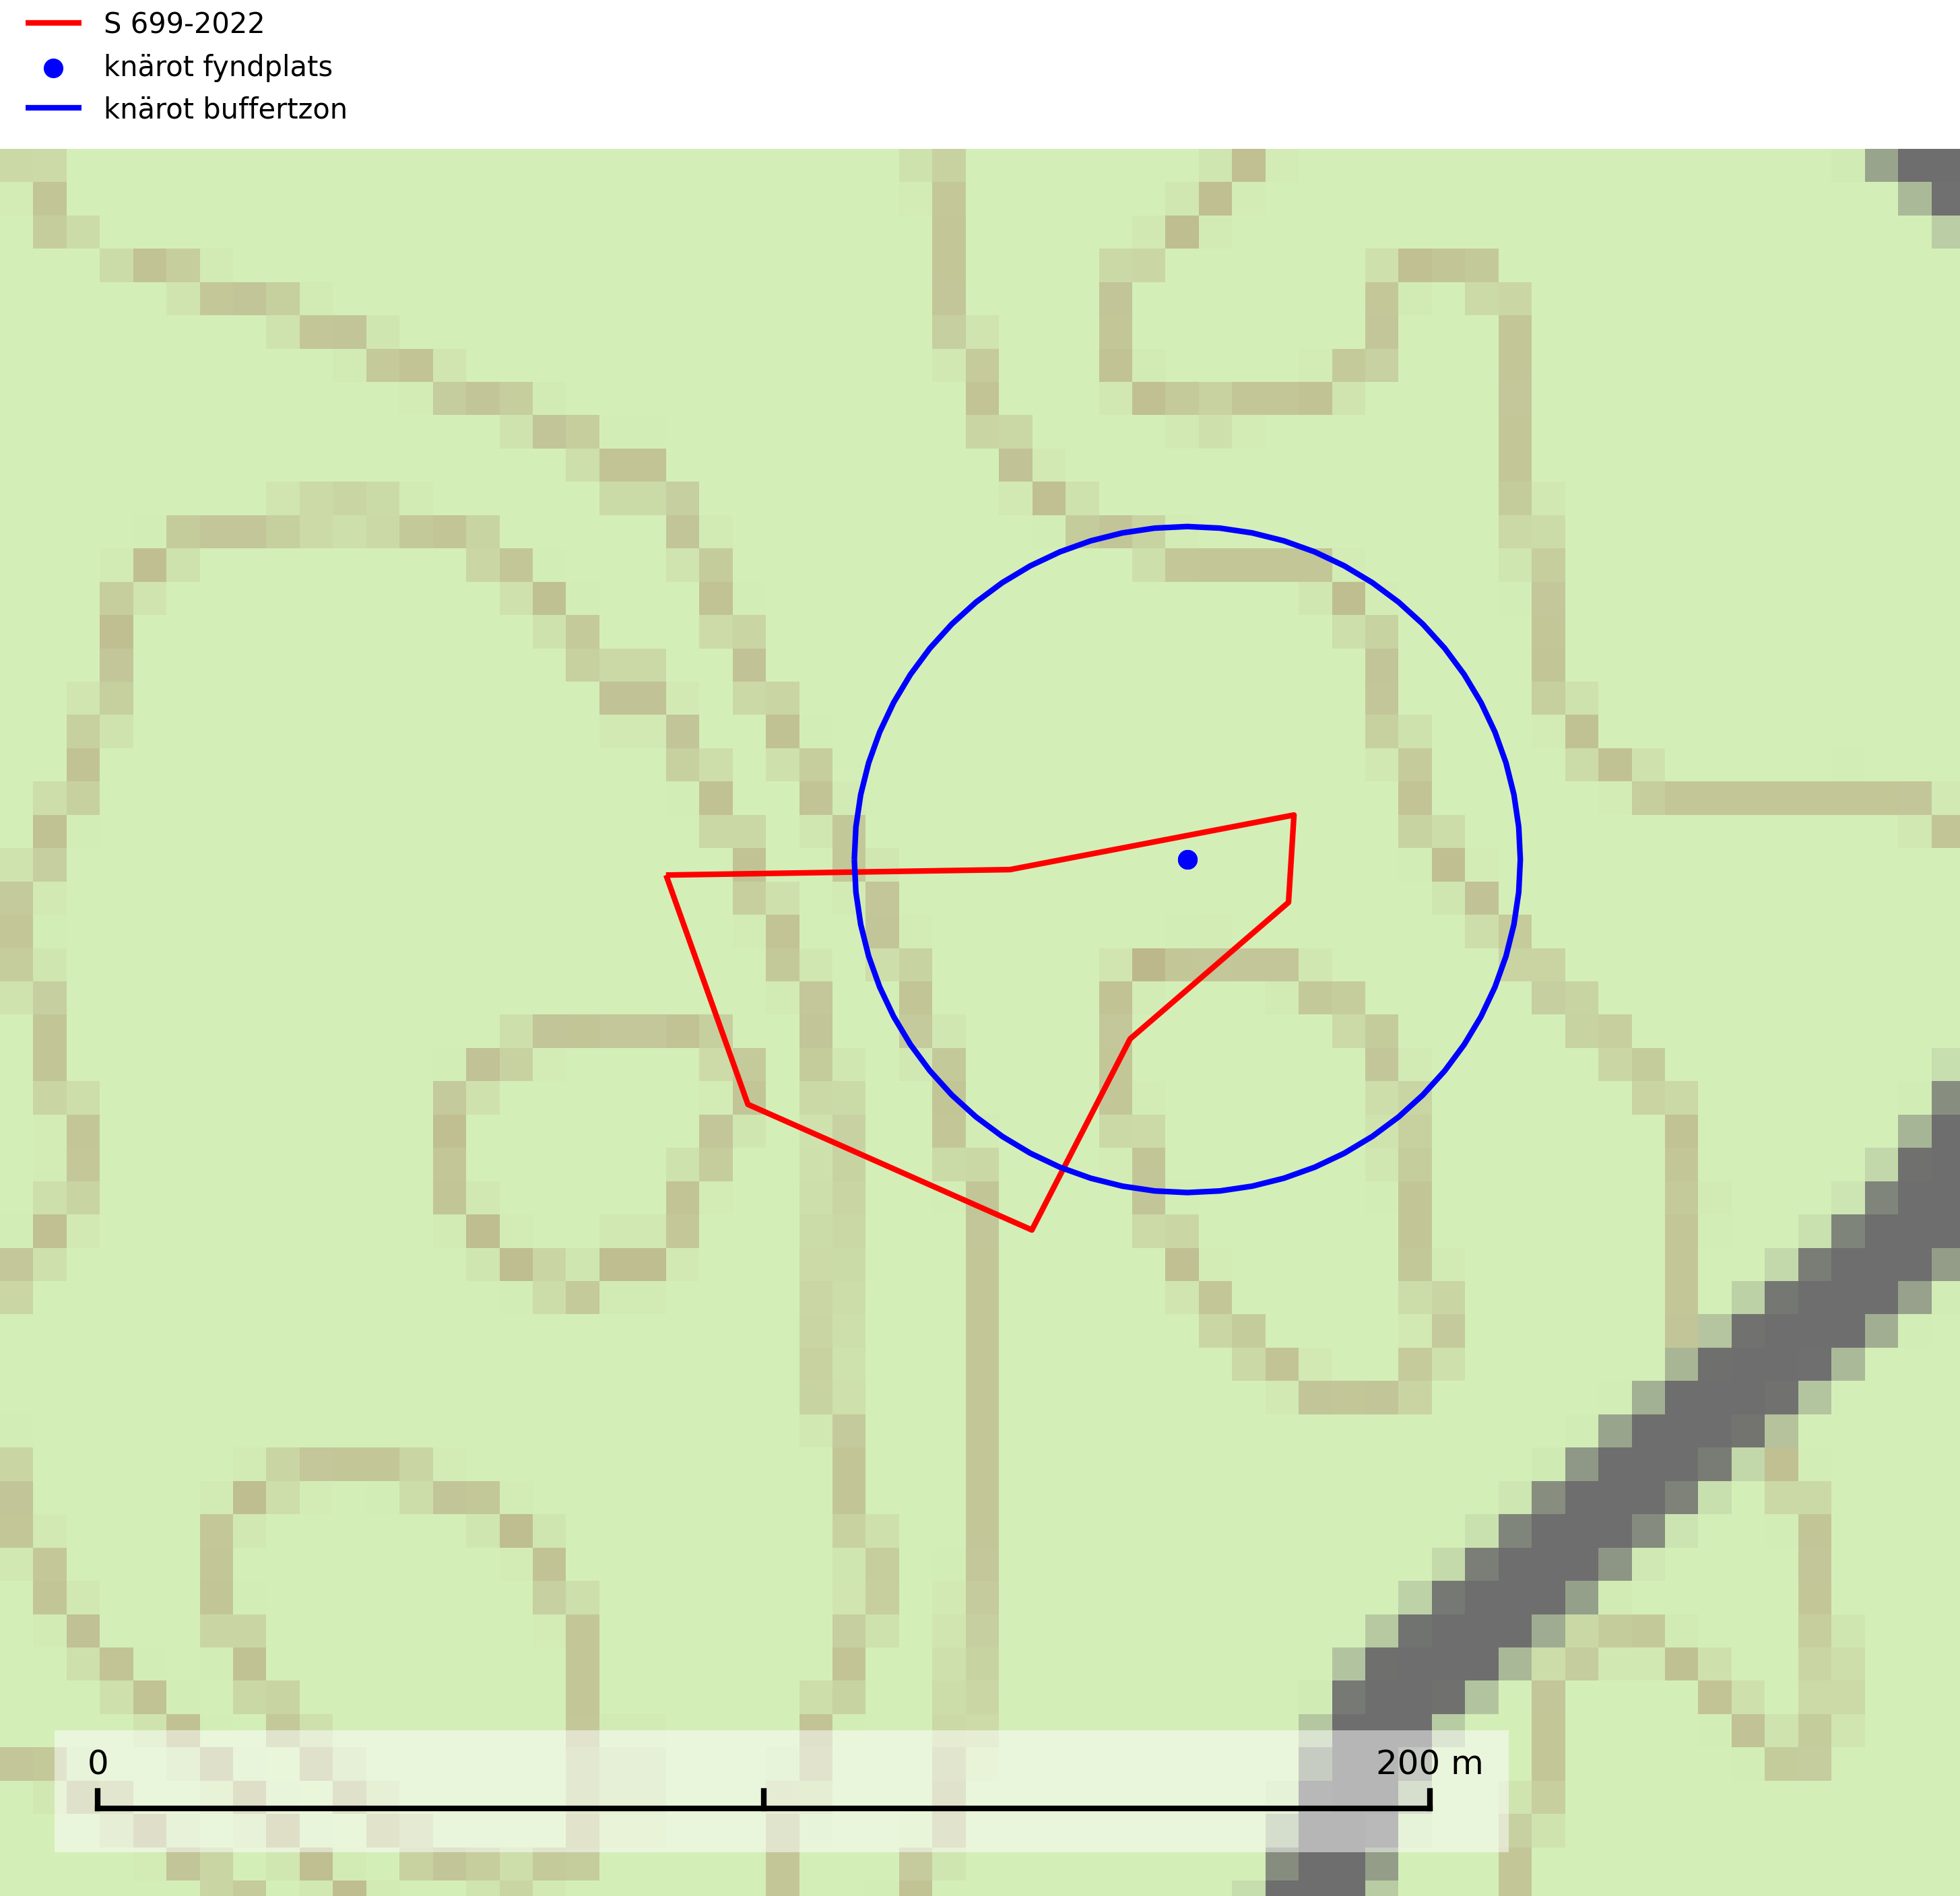 S 699-2022
knärot fyndplats
knärot buffertzon
0
200 m